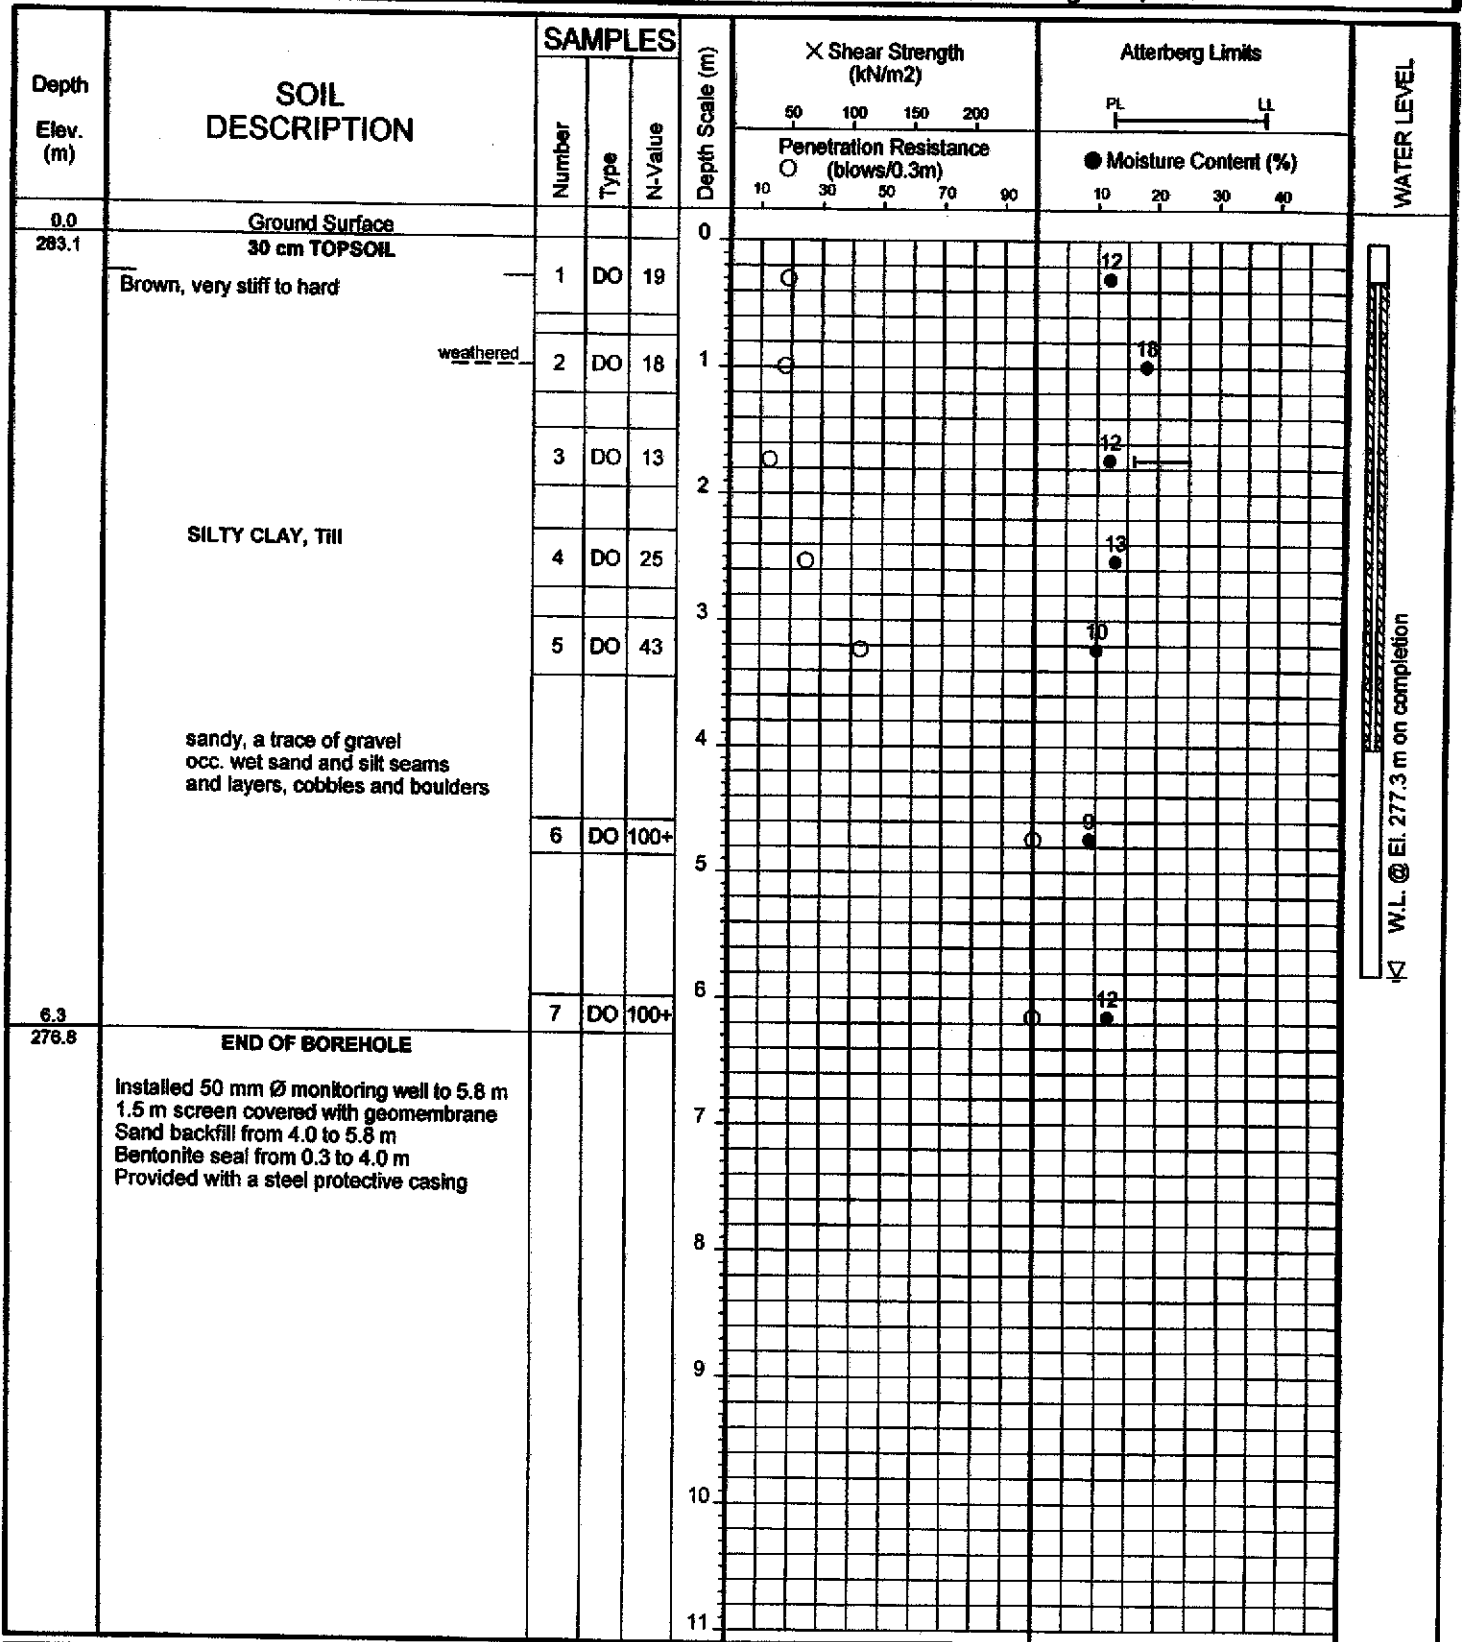 Depth
Elev.
(m)
SOIL
DESCRIPTION
SAMPLES
Number
Type
N-Value
Depth Scale (m)
× Shear Strength
(kN/m2)
50 100 150 200
Penetration Resistance
(blows/0.3m)
10 30 50 70 90
Atterberg Limits
PL LL
Moisture Content (%)
10 20 30 40
WATER LEVEL
0.0 Ground Surface
0
283.1 30 cm TOPSOIL
Brown, very stiff to hard
1 DO 19
12
weathered
2 DO 18
1
18
3 DO 13
12
2
SILTY CLAY, Till
4 DO 25
13
3
5 DO 43
10
sandy, a trace of gravel
occ. wet sand and silt seams
and layers, cobbles and boulders
4
6 DO 100+
9
5
W.L. @ El. 277.3 m on completion
6
6.3
7 DO 100+
12
276.8
END OF BOREHOLE
Installed 50 mm Ø monitoring well to 5.8 m
1.5 m screen covered with geomembrane
Sand backfill from 4.0 to 5.8 m
Bentonite seal from 0.3 to 4.0 m
Provided with a steel protective casing
7
8
9
10
11